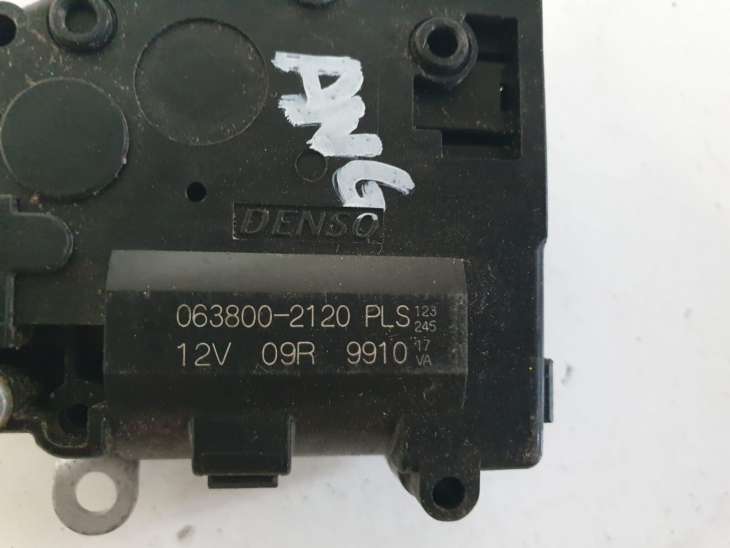 ANG
DENSO
063800-2120 PLS 123 245
12V 09R 9910 17 VA